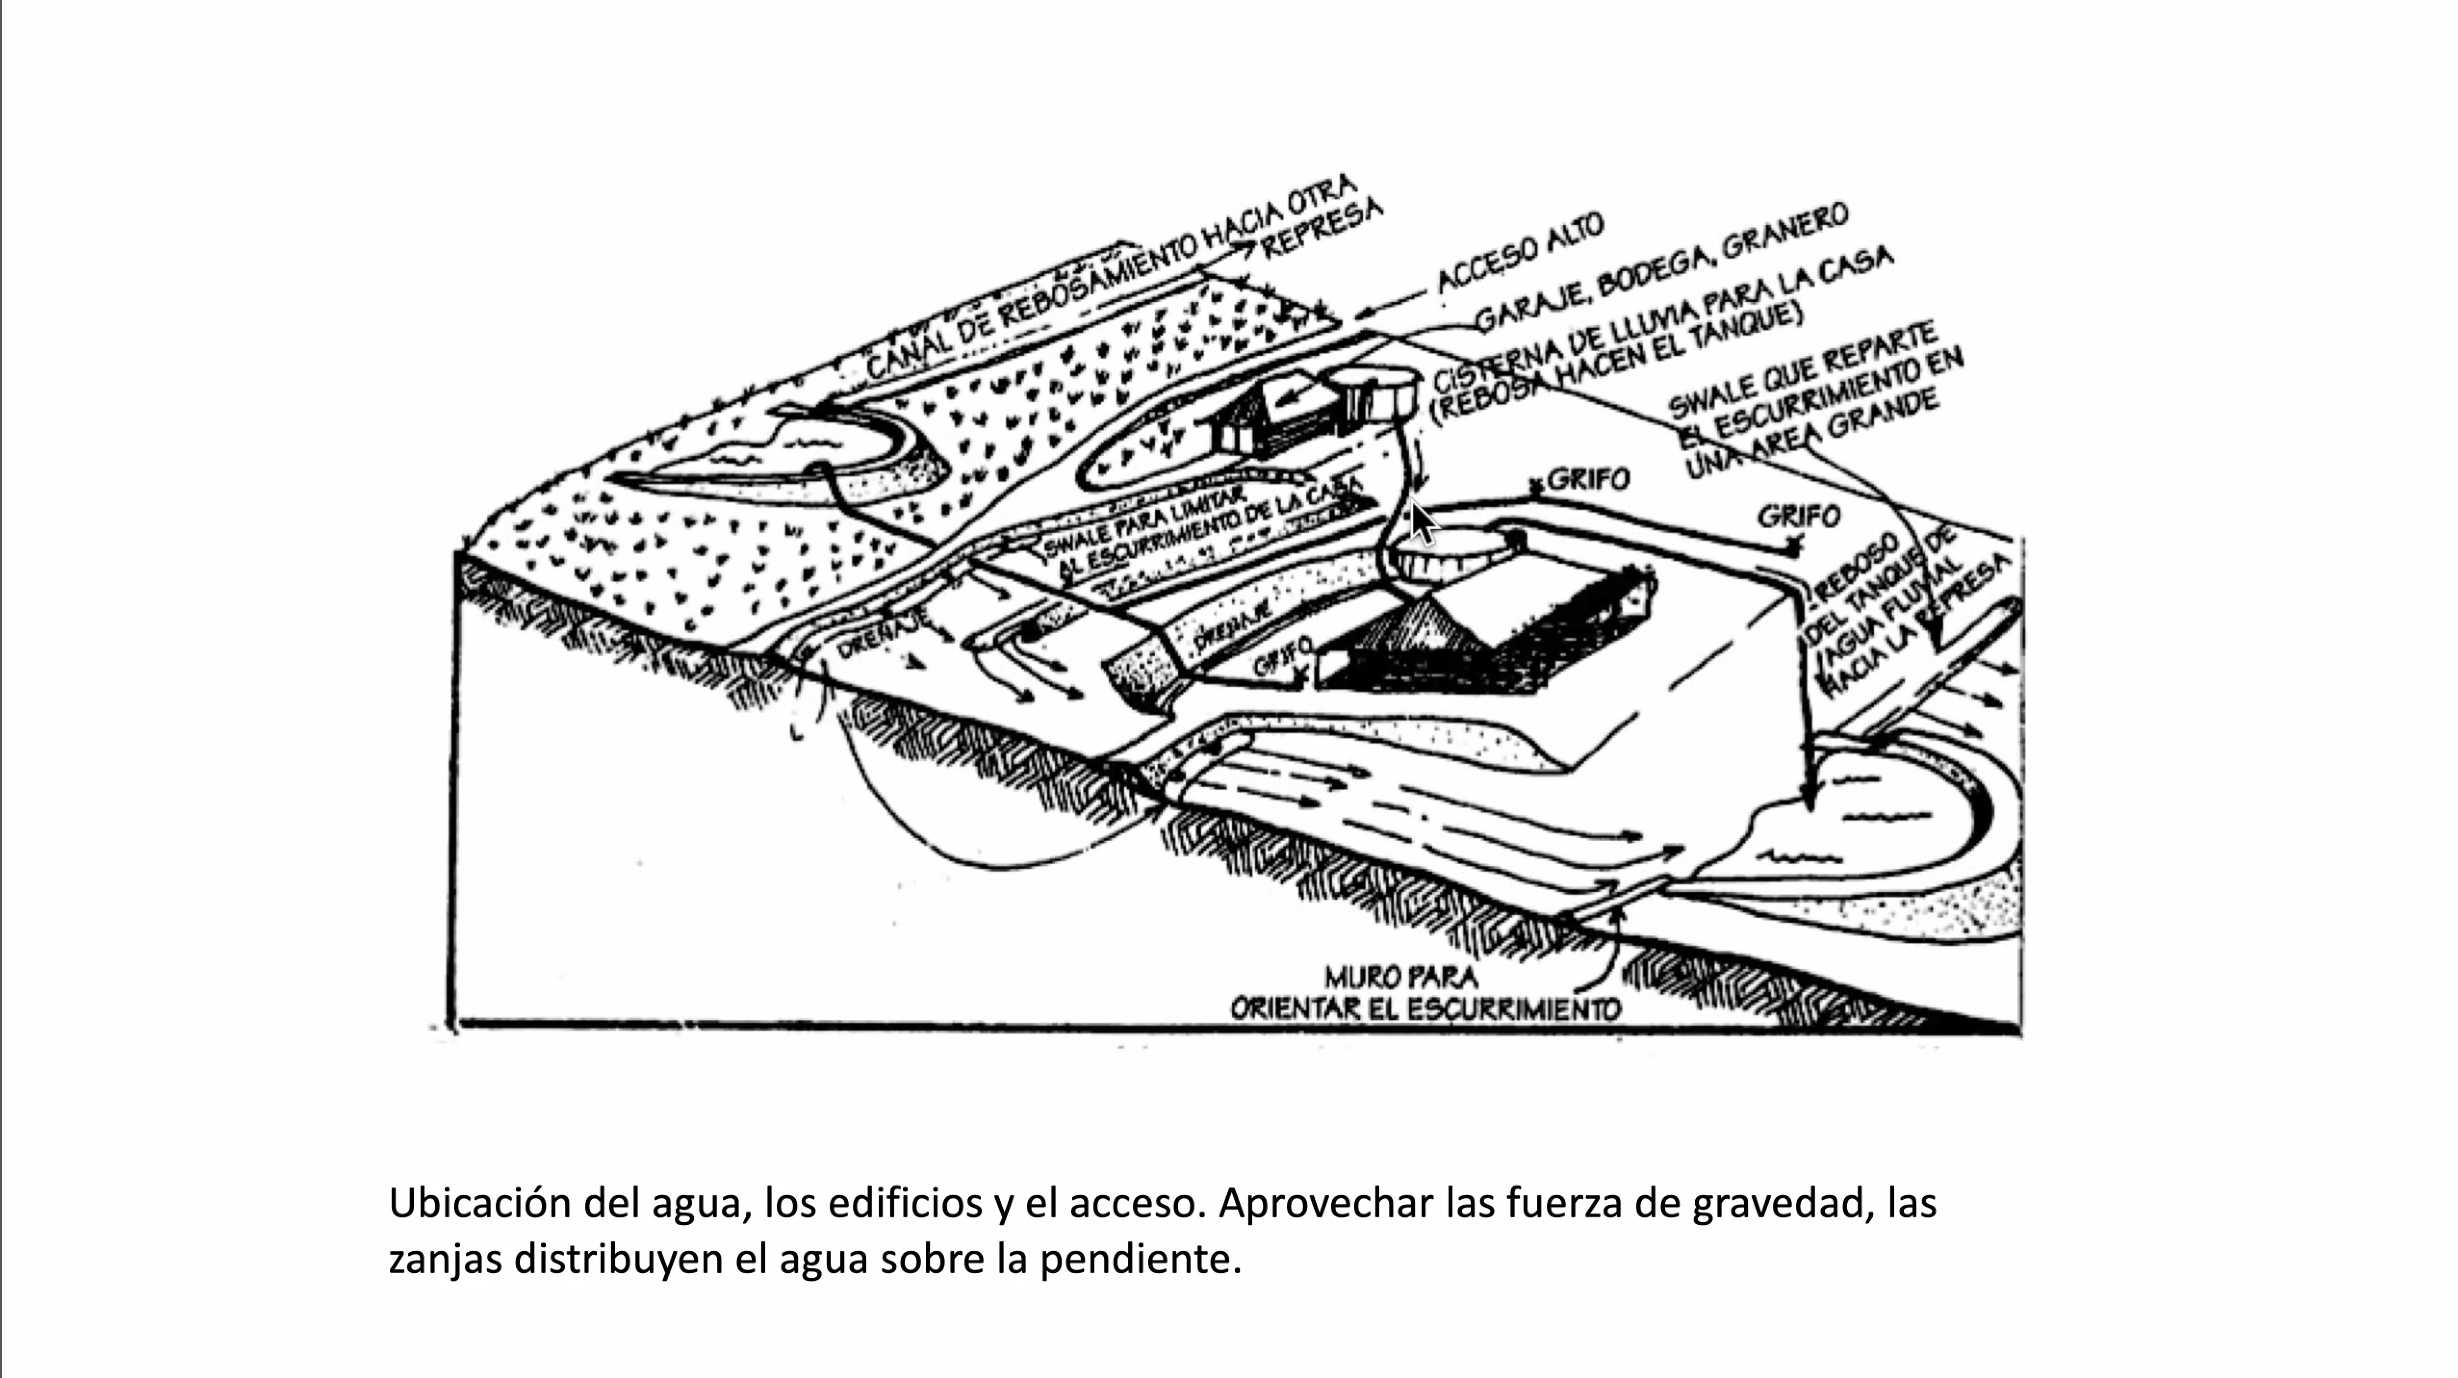 CANAL DE REBOSAMIENTO HACIA OTRA
REPRESA
ACCESO ALTO
GARAJE, BODEGA, GRANERO
CISTERNA DE LLUVIA PARA LA CASA
(REBOSA HACEN EL TANQUE)
SWALE QUE REPARTE
EL ESCURRIMIENTO EN
UNA AREA GRANDE
GRIFO
GRIFO
SWALE PARA LIMITAR
AL ESCURRIMIENTO DE LA CASA
REBOSO
DEL TANQUE DE
AGUA FLUVIAL
HACIA LA REPRESA
DRENAJE
DRENAJE
GRIFO
MURO PARA
ORIENTAR EL ESCURRIMIENTO
Ubicación del agua, los edificios y el acceso. Aprovechar las fuerza de gravedad, las
zanjas distribuyen el agua sobre la pendiente.